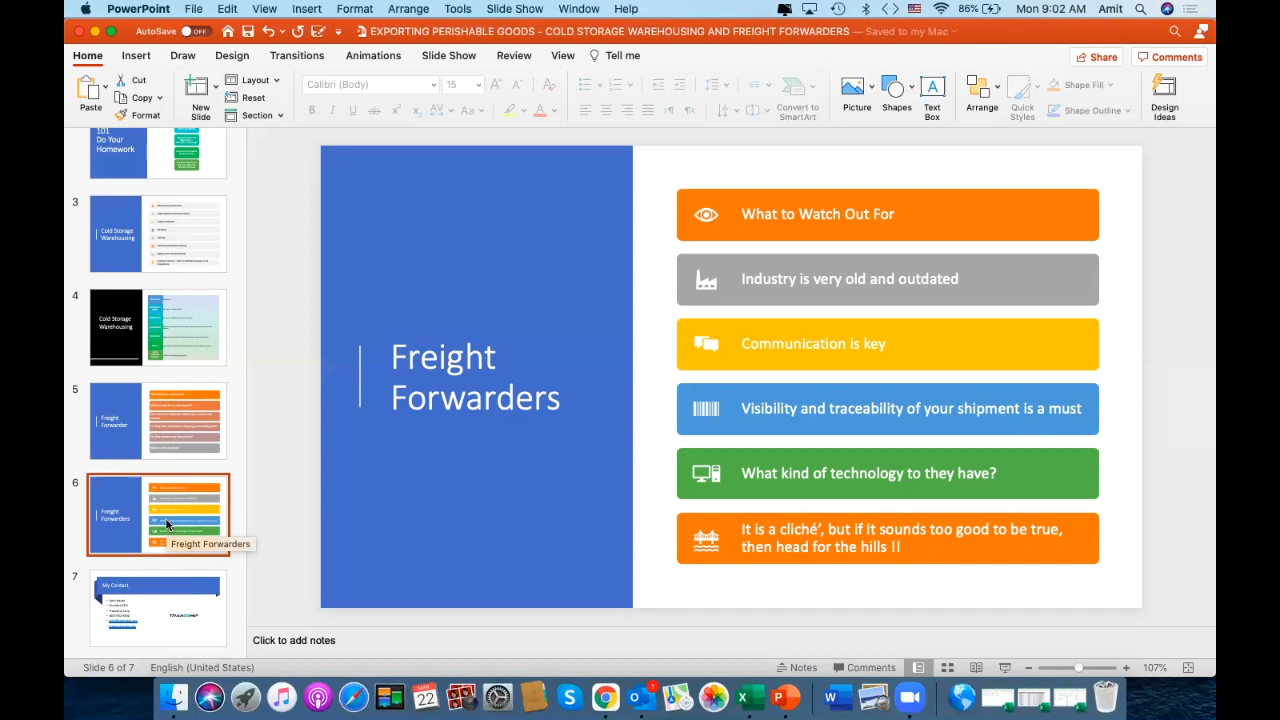 PowerPoint File Edit View Insert Format Arrange Tools Slide Show Window Help 86% Mon 9:02 AM Amit
AutoSave OFF EXPORTING PERISHABLE GOODS - COLD STORAGE WAREHOUSING AND FREIGHT FORWARDERS — Saved to my Mac
Home Insert Draw Design Transitions Animations Slide Show Review View Tell me Share Comments
Paste Cut Copy Format
New Slide Layout Reset Section
Calibri (Body) 15
Convert to SmartArt
Picture Shapes Text Box Arrange Quick Styles Shape Fill Shape Outline Design Ideas
101
Do Your
Homework
3
Cold Storage
Warehousing
4
Cold Storage
Warehousing
5
Freight
Forwarder
6
Freight
Forwarders
Freight Forwarders
7
My Contact
Freight
Forwarders
What to Watch Out For
Industry is very old and outdated
Communication is key
Visibility and traceability of your shipment is a must
What kind of technology to they have?
It is a cliché’, but if it sounds too good to be true,
then head for the hills !!
Click to add notes
Slide 6 of 7 English (United States) Notes Comments 107%
22
1